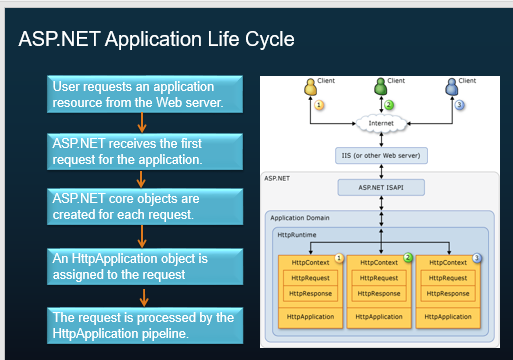 ASP.NET Application Life Cycle
User requests an application
resource from the Web server.
ASP.NET receives the first
request for the application.
ASP.NET core objects are
created for each request.
An HttpApplication object is
assigned to the request
The request is processed by the
HttpApplication pipeline.
Client Client Client
1 2 3
Internet
IIS (or other Web server)
ASP.NET
ASP.NET ISAPI
Application Domain
HttpRuntime
1 2 3
HttpContext HttpContext HttpContext
HttpRequest HttpRequest HttpRequest
HttpResponse HttpResponse HttpResponse
HttpApplication HttpApplication HttpApplication